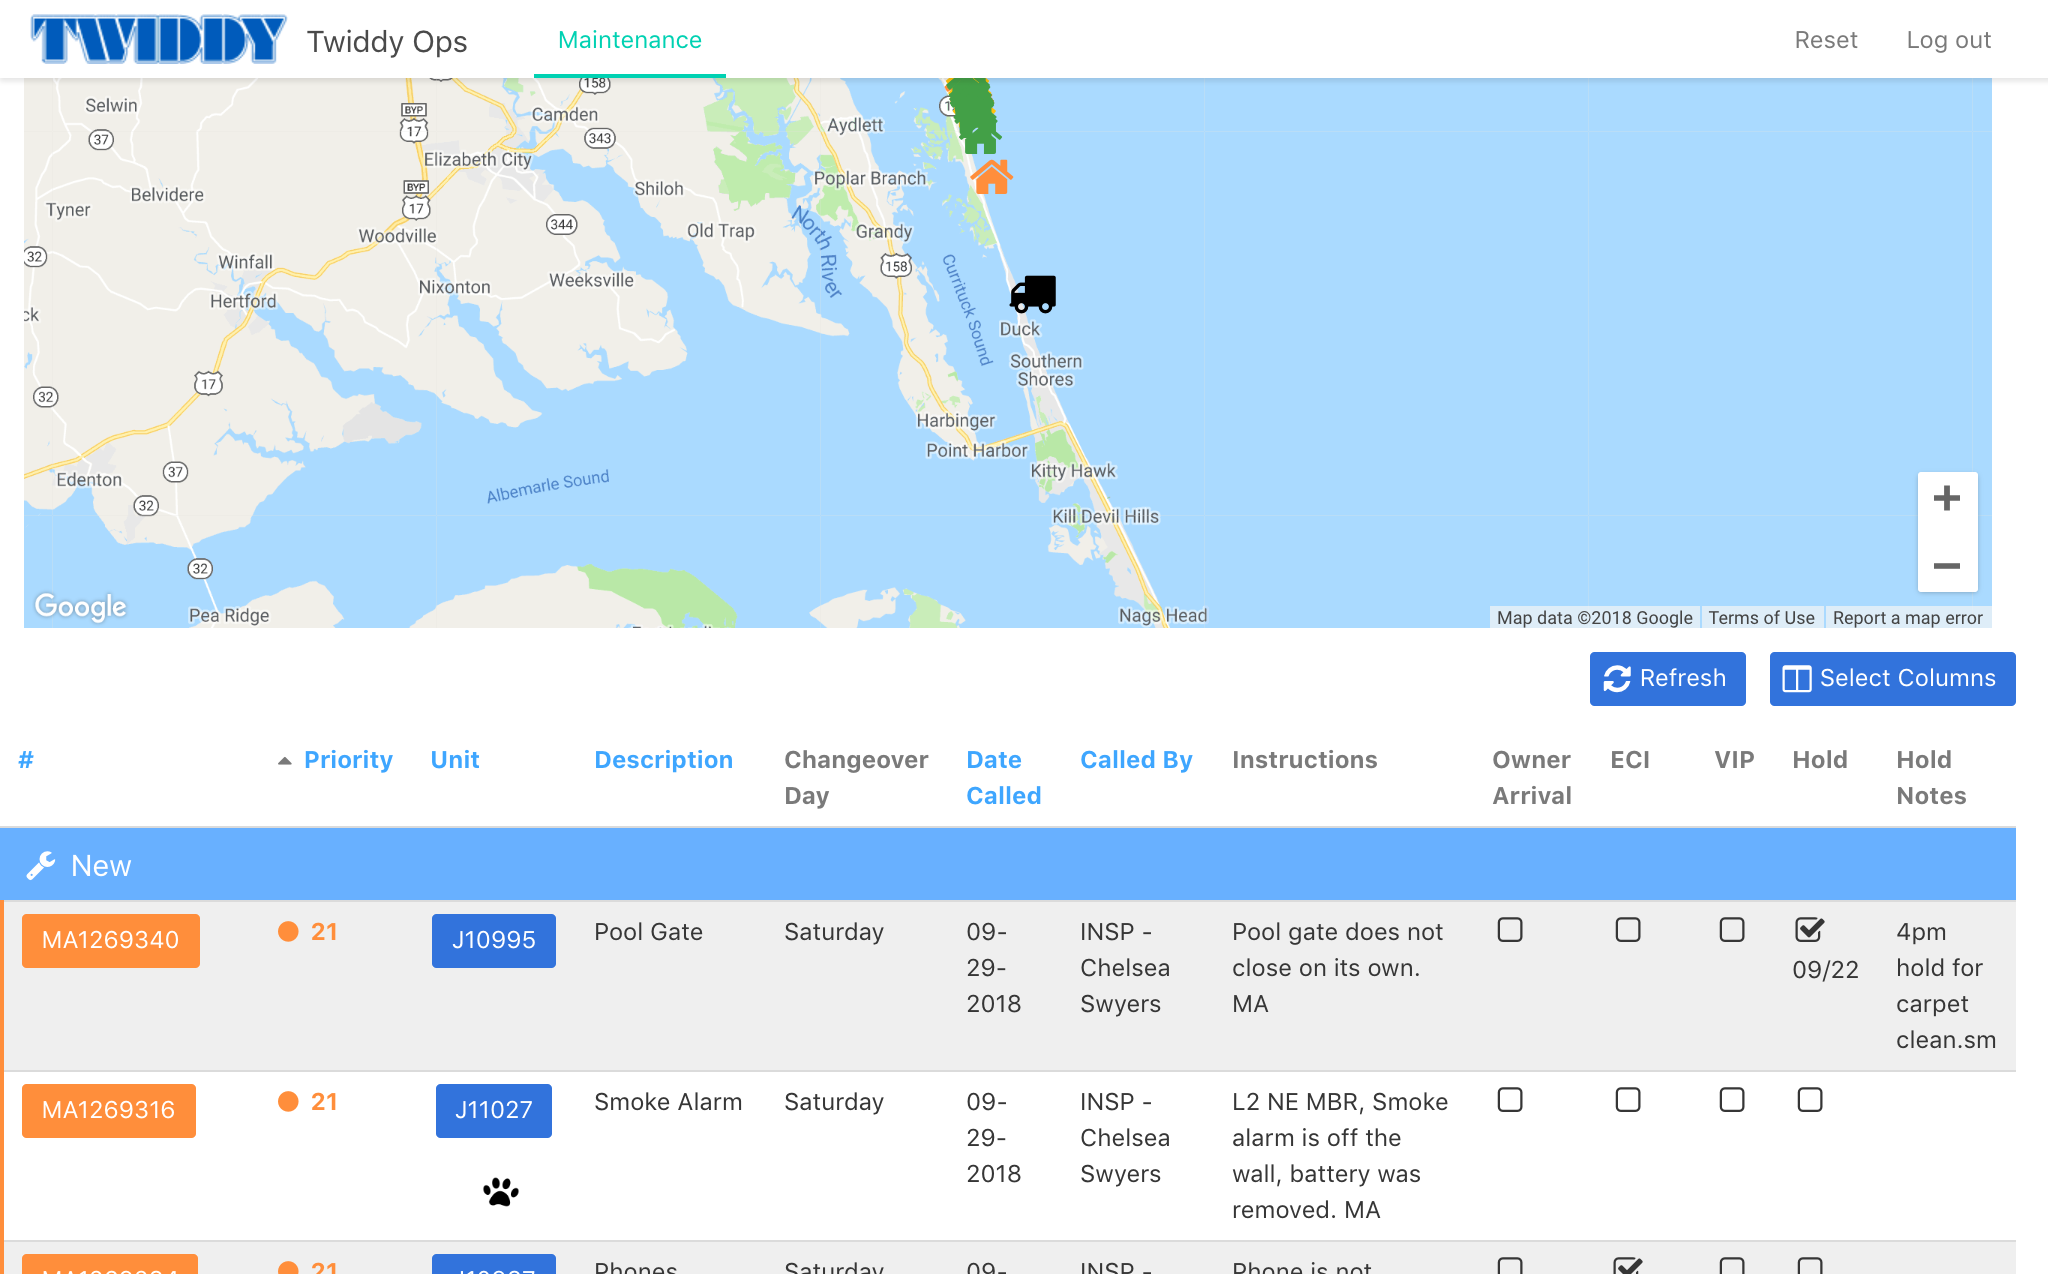 TWIDDY
Twiddy Ops
Maintenance
Reset
Log out
158
Selwin
37
BYP
17
Camden
343
Aydlett
Elizabeth City
Belvidere
Tyner
BYP
17
Shiloh
Poplar Branch
344
Woodville
Old Trap
North River
Grandy
32
Winfall
158
Currituck Sound
Hertford
Nixonton
Weeksville
ck
Duck
Southern
Shores
17
32
Harbinger
Point Harbor
Kitty Hawk
37
Edenton
32
Albemarle Sound
Kill Devil Hills
32
Google
Pea Ridge
Nags Head
Map data ©2018 Google
Terms of Use
Report a map error
Refresh
Select Columns
# Priority Unit Description Changeover Day Date Called Called By Instructions Owner Arrival ECI VIP Hold Hold Notes
New
MA1269340 21 J10995 Pool Gate Saturday 09-29-2018 INSP - Chelsea Swyers
Pool gate does not
close on its own.
MA
09/22
4pm
hold for
carpet
clean.sm
MA1269316 21 J11027 Smoke Alarm Saturday 09-29-2018 INSP - Chelsea Swyers
L2 NE MBR, Smoke
alarm is off the
wall, battery was
removed. MA
21 Phones Saturday 09- INSP - Phone is not